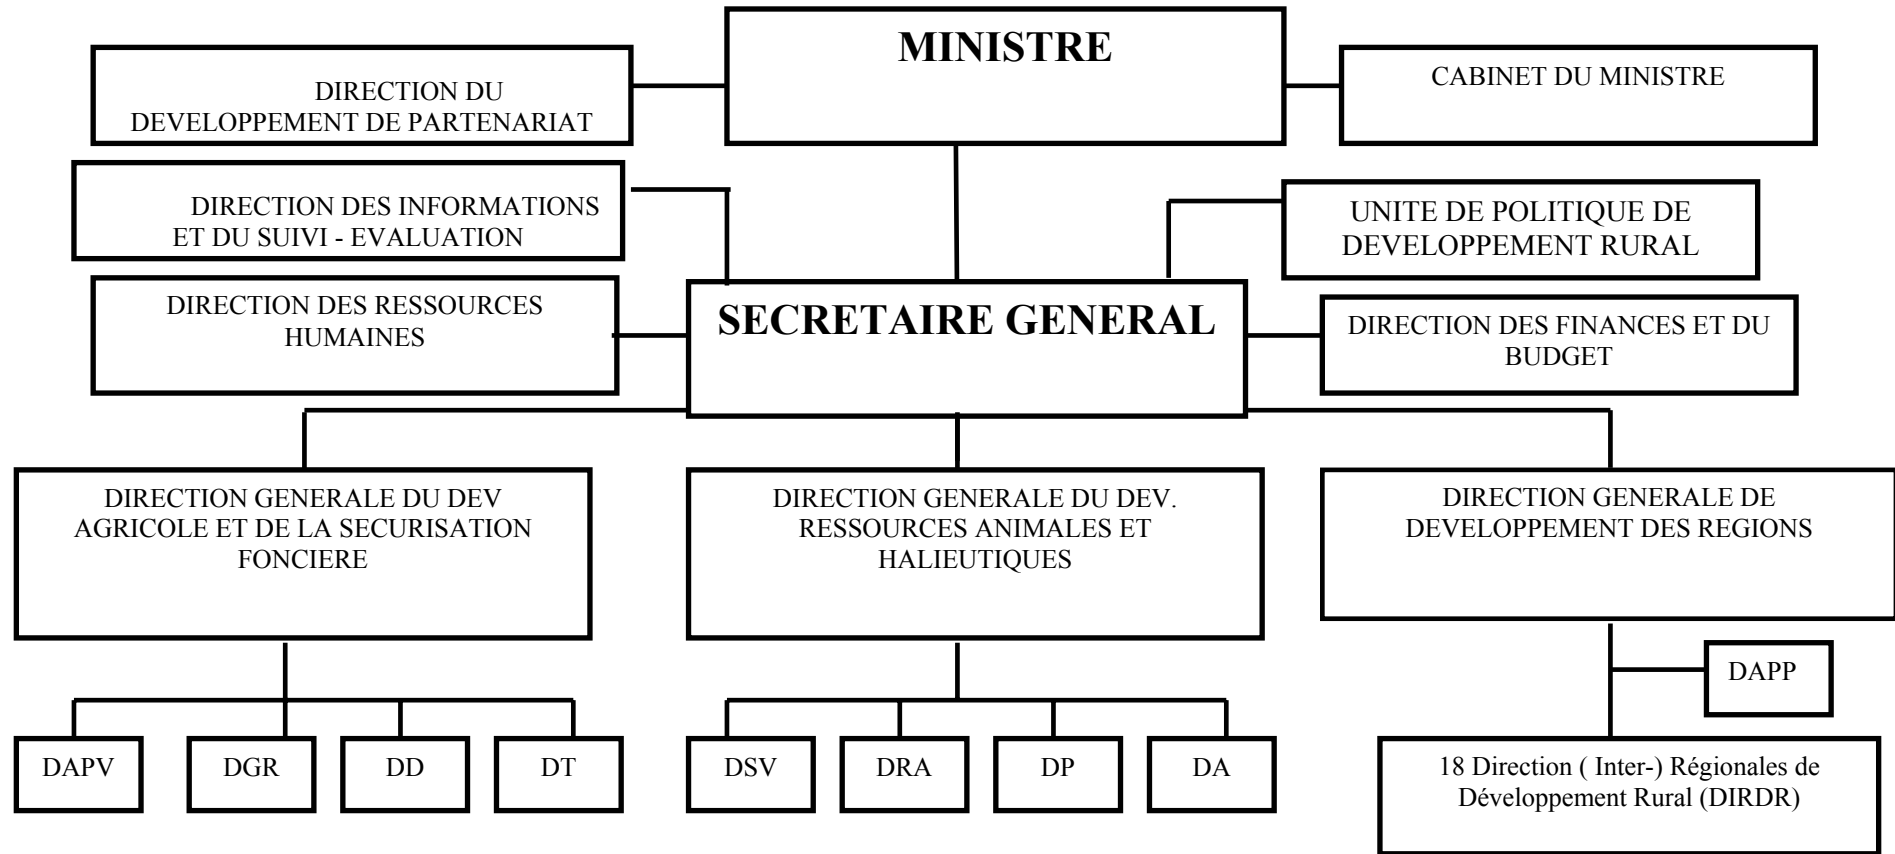 MINISTRE
DIRECTION DU
DEVELOPPEMENT DE PARTENARIAT
CABINET DU MINISTRE
DIRECTION DES INFORMATIONS
ET DU SUIVI - EVALUATION
UNITE DE POLITIQUE DE
DEVELOPPEMENT RURAL
DIRECTION DES RESSOURCES
HUMAINES
SECRETAIRE GENERAL
DIRECTION DES FINANCES ET DU
BUDGET
DIRECTION GENERALE DU DEV
AGRICOLE ET DE LA SECURISATION
FONCIERE
DIRECTION GENERALE DU DEV.
RESSOURCES ANIMALES ET
HALIEUTIQUES
DIRECTION GENERALE DE
DEVELOPPEMENT DES REGIONS
DAPP
DAPV
DGR
DD
DT
DSV
DRA
DP
DA
18 Direction ( Inter-) Régionales de
Développement Rural (DIRDR)